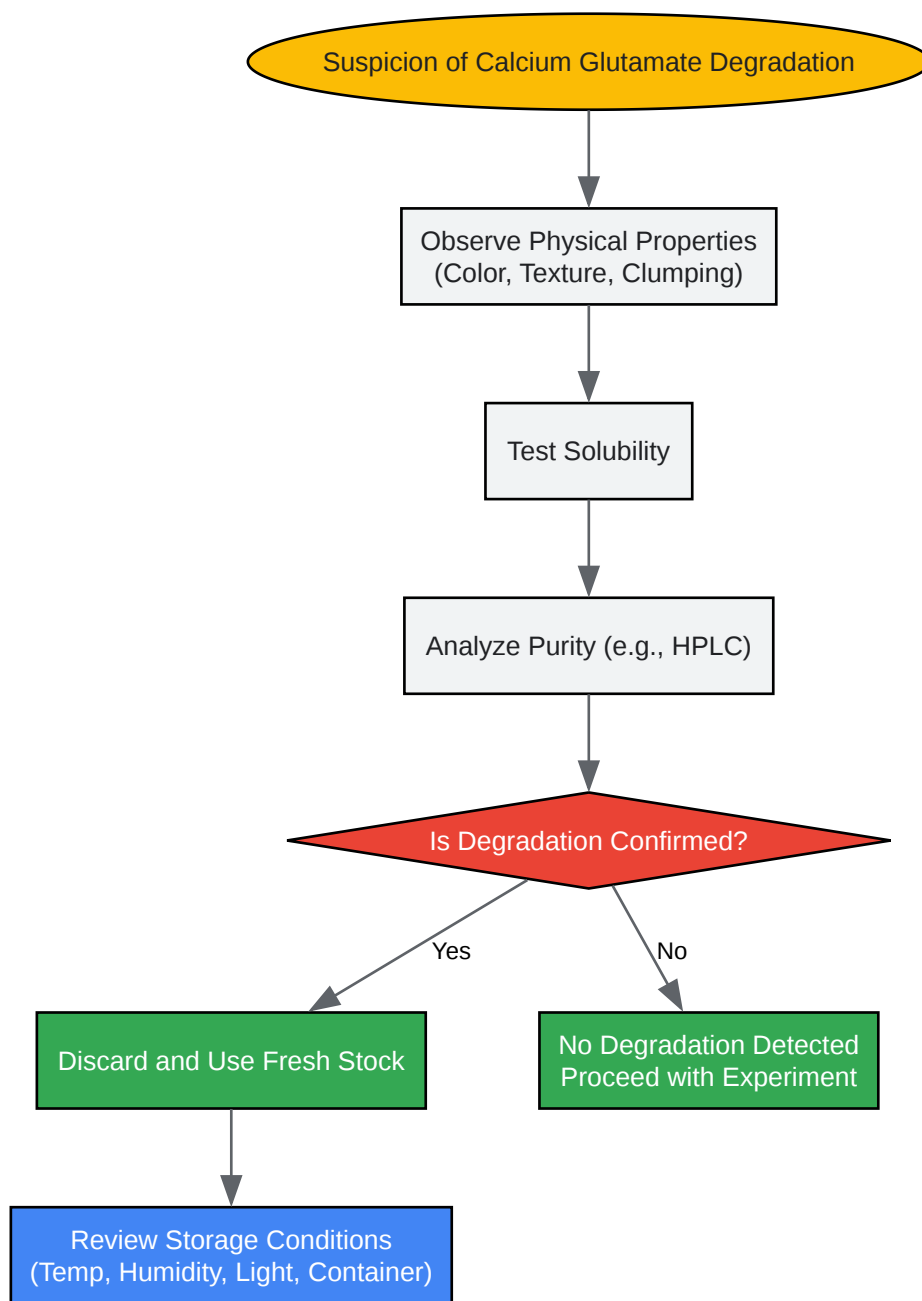 Suspicion of Calcium Glutamate Degradation
Observe Physical Properties
(Color, Texture, Clumping)
Test Solubility
Analyze Purity (e.g., HPLC)
Is Degradation Confirmed?
Yes
No
Discard and Use Fresh Stock
No Degradation Detected
Proceed with Experiment
Review Storage Conditions
(Temp, Humidity, Light, Container)